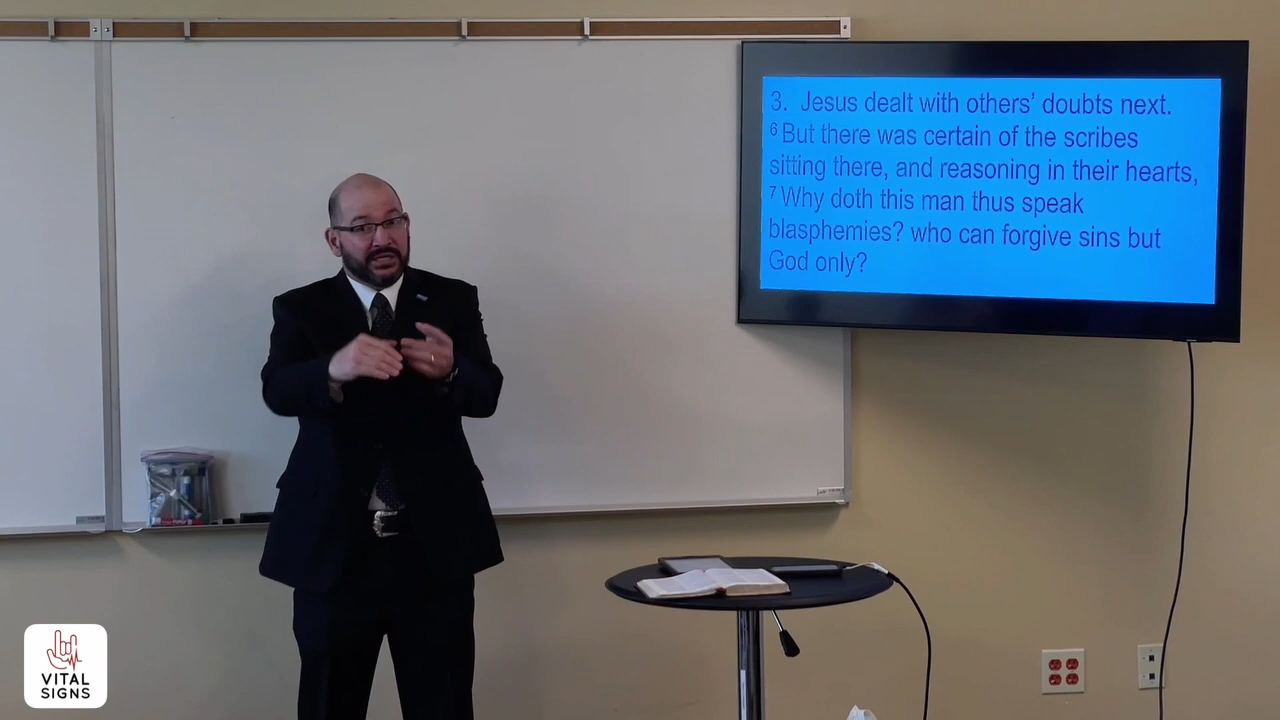 3. Jesus dealt with others' doubts next.
6 But there was certain of the scribes
sitting there, and reasoning in their hearts,
7 Why doth this man thus speak
blasphemies? who can forgive sins but
God only?
VITAL
SIGNS